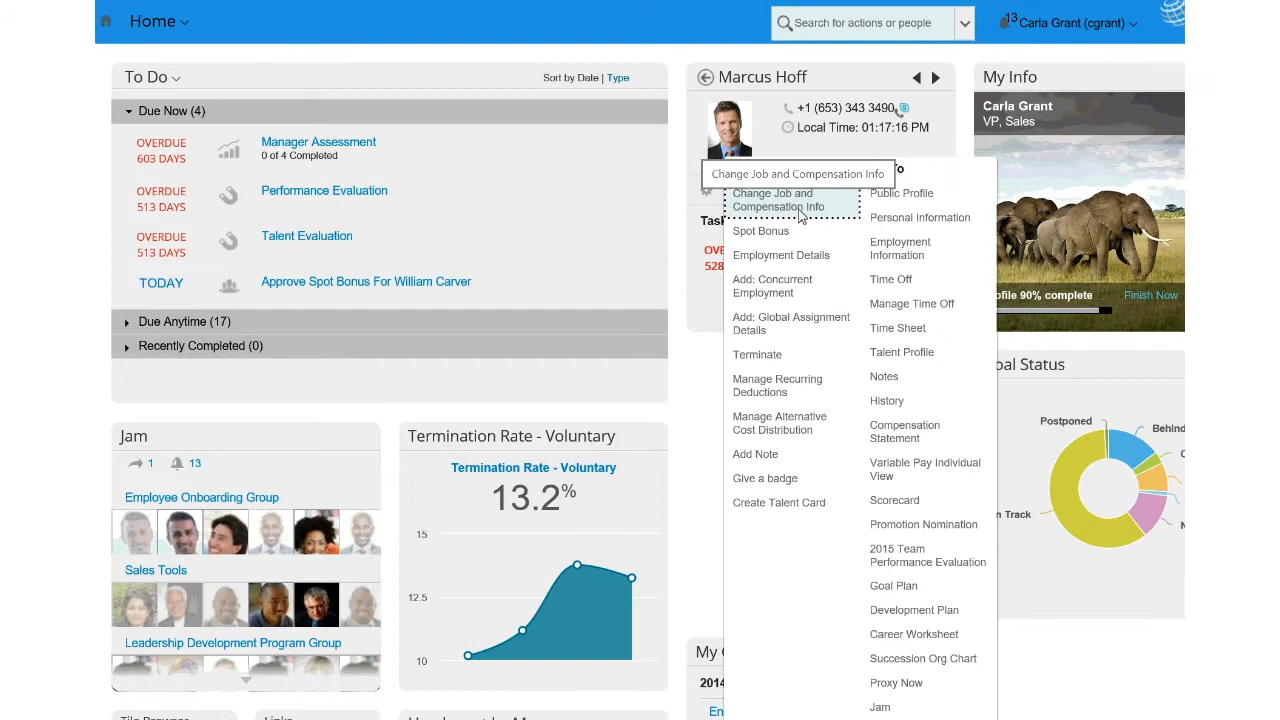 Home
Search for actions or people
13
Carla Grant (cgrant)
To Do
Sort by Date | Type
Due Now (4)
OVERDUE
603 DAYS
Manager Assessment
0 of 4 Completed
OVERDUE
513 DAYS
Performance Evaluation
OVERDUE
513 DAYS
Talent Evaluation
TODAY
Approve Spot Bonus For William Carver
Due Anytime (17)
Recently Completed (0)
Jam
1
13
Employee Onboarding Group
Sales Tools
Leadership Development Program Group
Termination Rate - Voluntary
Termination Rate - Voluntary
13.2%
15
12.5
10
Marcus Hoff
+1 (653) 343 3490
Local Time: 01:17:16 PM
Change Job and Compensation Info
Change Job and
Compensation Info
Spot Bonus
Employment Details
Add: Concurrent
Employment
Add: Global Assignment
Details
Terminate
Manage Recurring
Deductions
Manage Alternative
Cost Distribution
Add Note
Give a badge
Create Talent Card
To
Public Profile
Personal Information
Employment
Information
Time Off
Manage Time Off
Time Sheet
Talent Profile
Notes
History
Compensation
Statement
Variable Pay Individual
View
Scorecard
Promotion Nomination
2015 Team
Performance Evaluation
Goal Plan
Development Plan
Career Worksheet
Succession Org Chart
Proxy Now
Jam
Task
OVE
528
My
2014
En
My Info
Carla Grant
VP, Sales
ofile 90% complete
Finish Now
oal Status
Postponed
Behind
n Track
Tile Browser
Links